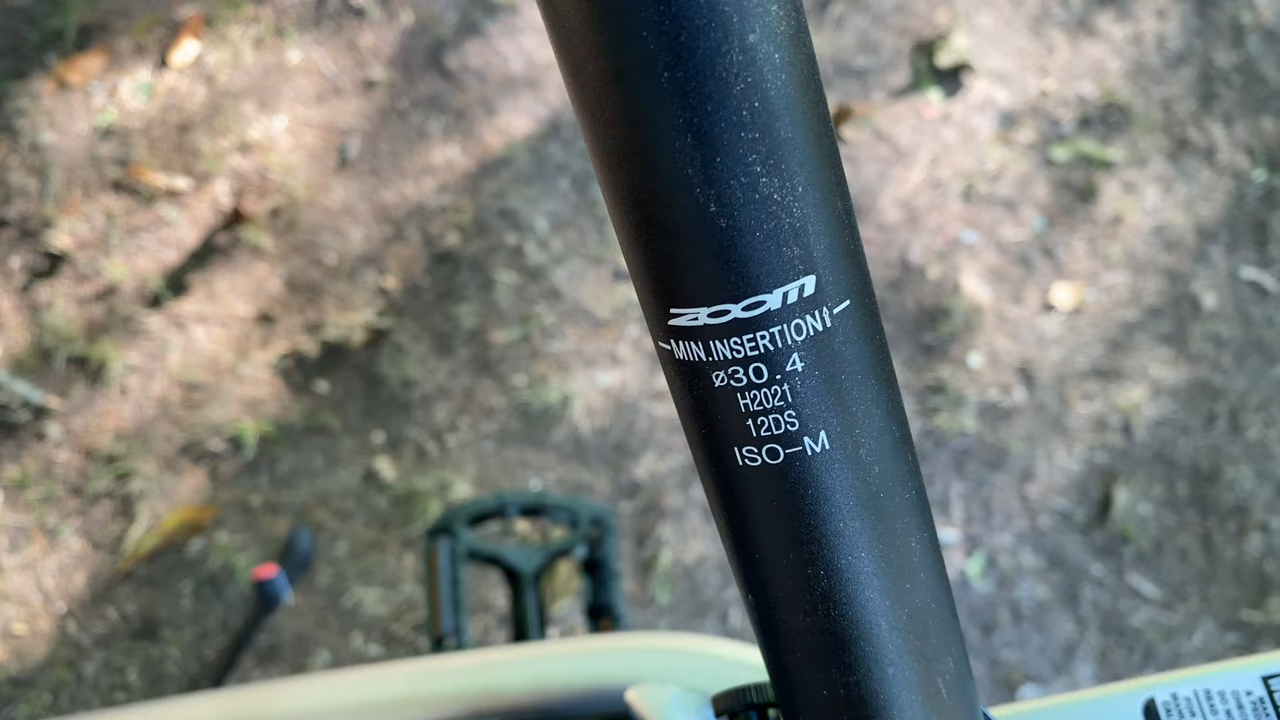 ZOOM
-MIN.INSERTION↑-
ø30.4
H2021
12DS
ISO-M